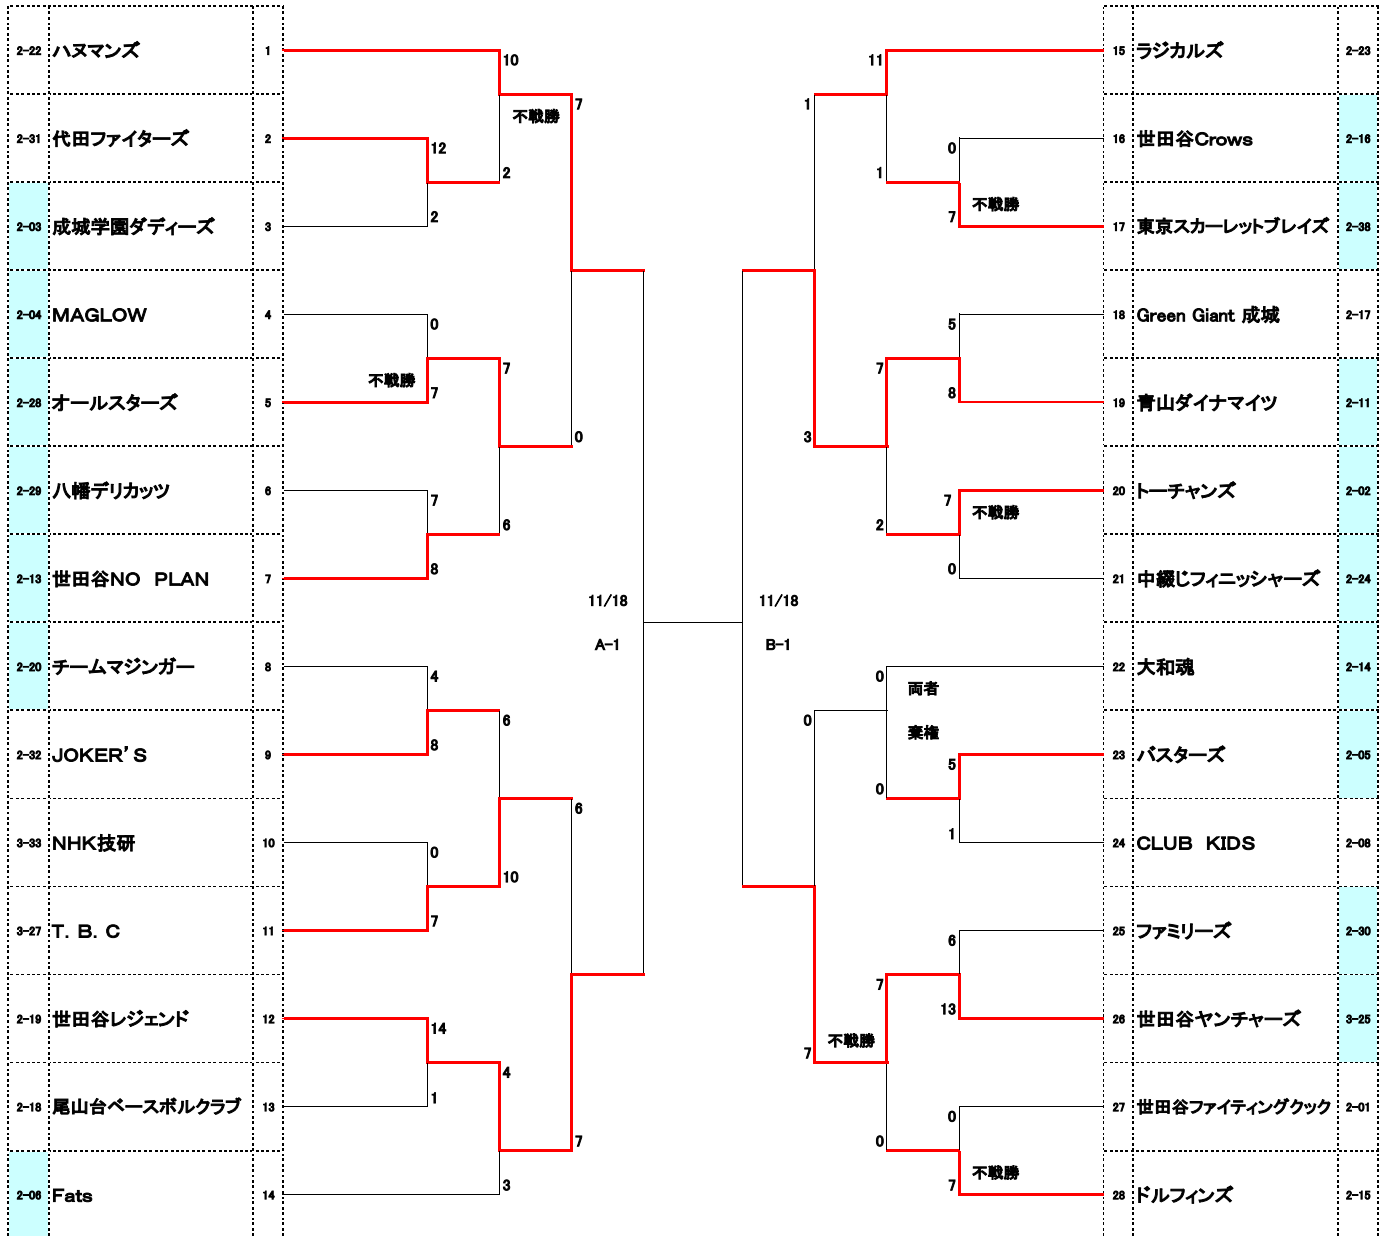 2-22 ハヌマンズ 1
10
11
15 ラジカルズ 2-23
7
1
不戦勝
2-31 代田ファイターズ 2
12
0
16 世田谷Crows 2-16
2
1
2-03 成城学園ダディーズ 3
2
7
不戦勝
17 東京スカーレットブレイズ 2-38
2-04 MAGLOW 4
0
5
18 Green Giant 成城 2-17
不戦勝
7
7
7
8
2-28 オールスターズ 5
19 青山ダイナマイツ 2-11
0
3
2-29 八幡デリカッツ 6
7
7
不戦勝
20 トーチャンズ 2-02
6
2
2-13 世田谷NO PLAN 7
8
0
21 中綴じフィニッシャーズ 2-24
11/18
11/18
A-1
B-1
2-20 チームマジンガー 8
4
0
両者
22 大和魂 2-14
6
0
棄権
2-32 JOKER'S 9
8
5
23 バスターズ 2-05
6
0
3-33 NHK技研 10
0
1
24 CLUB KIDS 2-08
10
3-27 T.B.C 11
7
6
25 ファミリーズ 2-30
7
2-19 世田谷レジェンド 12
14
13
26 世田谷ヤンチャーズ 3-25
不戦勝
7
4
2-18 尾山台ベースボルクラブ 13
1
0
27 世田谷ファイティングクック 2-01
7
0
2-06 Fats 14
3
7
不戦勝
28 ドルフィンズ 2-15